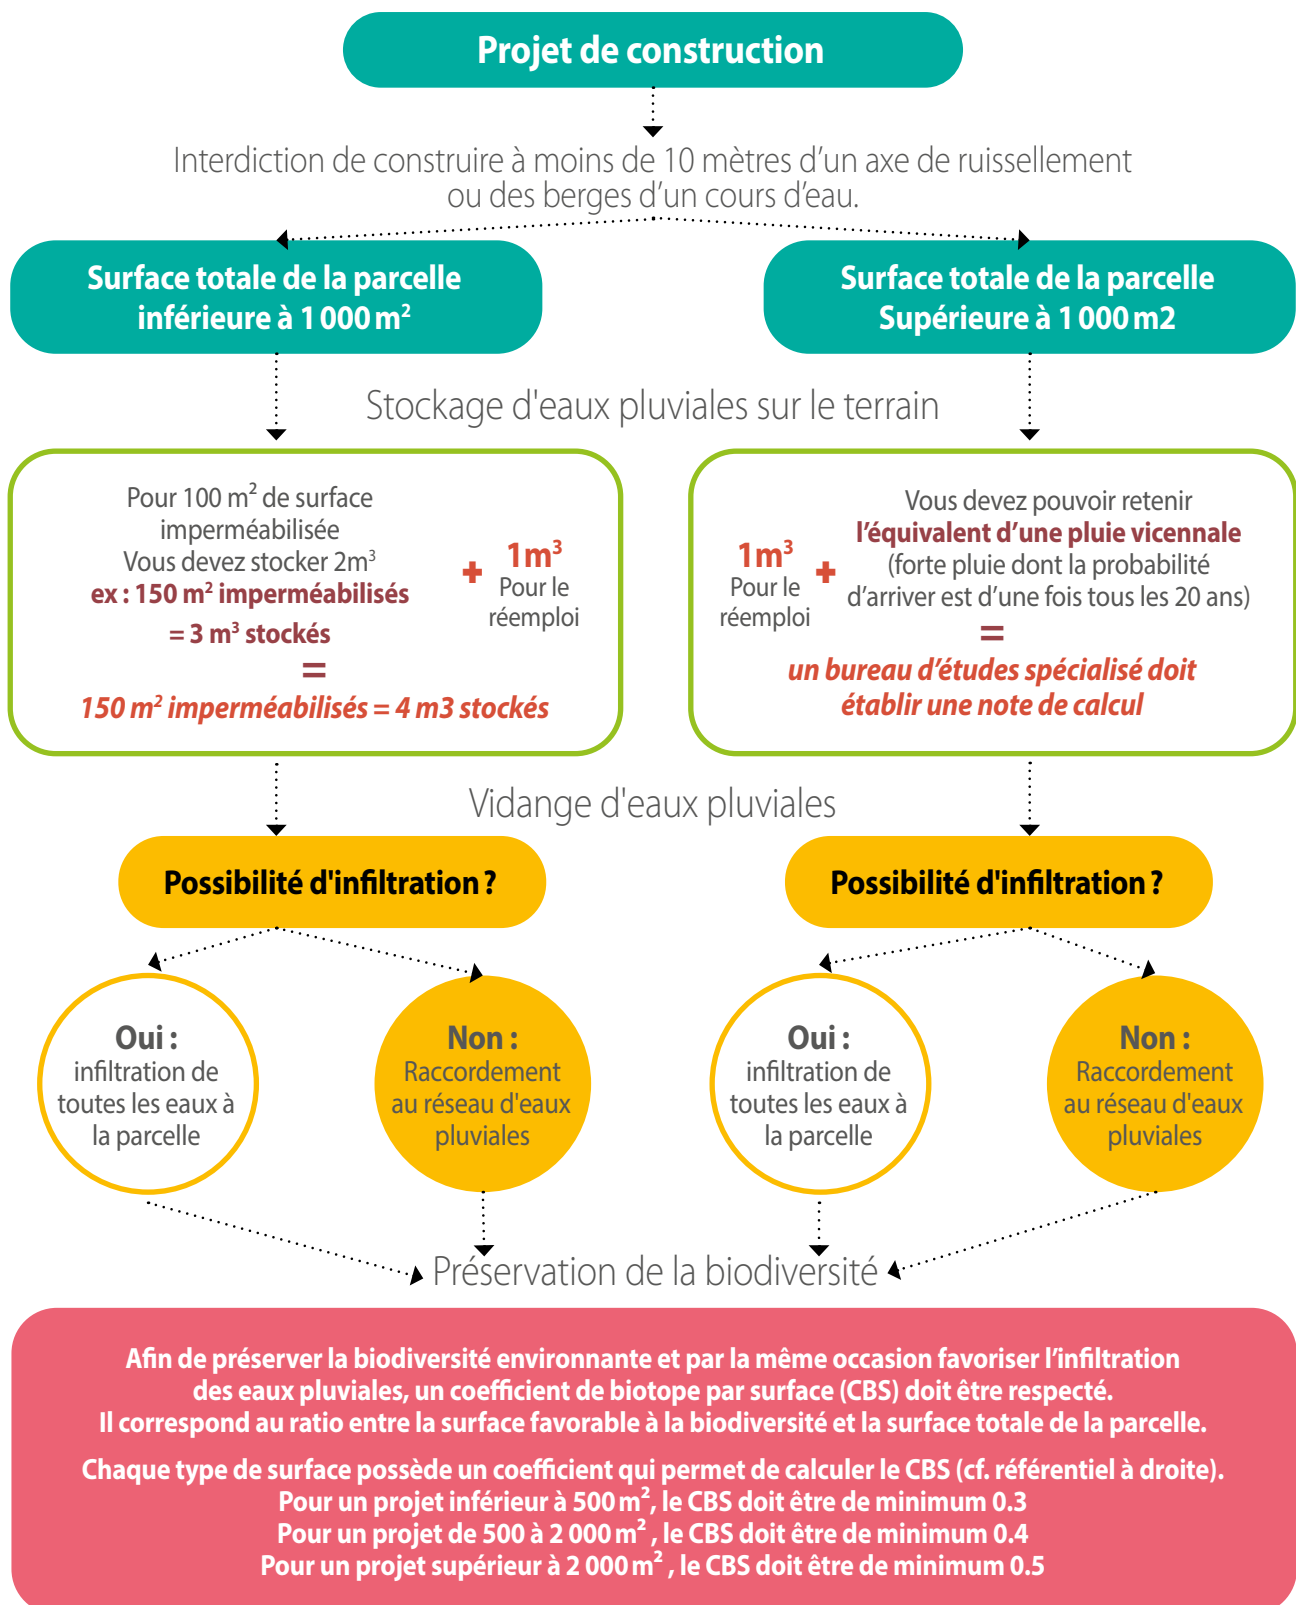 Projet de construction
Interdiction de construire à moins de 10 mètres d’un axe de ruissellement
ou des berges d’un cours d’eau.
Surface totale de la parcelle
inférieure à 1 000 m²
Surface totale de la parcelle
Supérieure à 1 000 m2
Stockage d'eaux pluviales sur le terrain
Pour 100 m² de surface
imperméabilisée
Vous devez stocker 2m³
ex : 150 m² imperméabilisés
= 3 m³ stockés
+
1m³
Pour le
réemploi
=
150 m² imperméabilisés = 4 m3 stockés
1m³
Pour le
réemploi
+
Vous devez pouvoir retenir
l’équivalent d’une pluie vicennale
(forte pluie dont la probabilité
d’arriver est d’une fois tous les 20 ans)
=
un bureau d’études spécialisé doit
établir une note de calcul
Vidange d'eaux pluviales
Possibilité d'infiltration ?
Possibilité d'infiltration ?
Oui :
infiltration de
toutes les eaux à
la parcelle
Non :
Raccordement
au réseau d'eaux
pluviales
Oui :
infiltration de
toutes les eaux à
la parcelle
Non :
Raccordement
au réseau d'eaux
pluviales
Préservation de la biodiversité
Afin de préserver la biodiversité environnante et par la même occasion favoriser l’infiltration
des eaux pluviales, un coefficient de biotope par surface (CBS) doit être respecté.
Il correspond au ratio entre la surface favorable à la biodiversité et la surface totale de la parcelle.
Chaque type de surface possède un coefficient qui permet de calculer le CBS (cf. référentiel à droite).
Pour un projet inférieur à 500 m², le CBS doit être de minimum 0.3
Pour un projet de 500 à 2 000 m² , le CBS doit être de minimum 0.4
Pour un projet supérieur à 2 000 m² , le CBS doit être de minimum 0.5